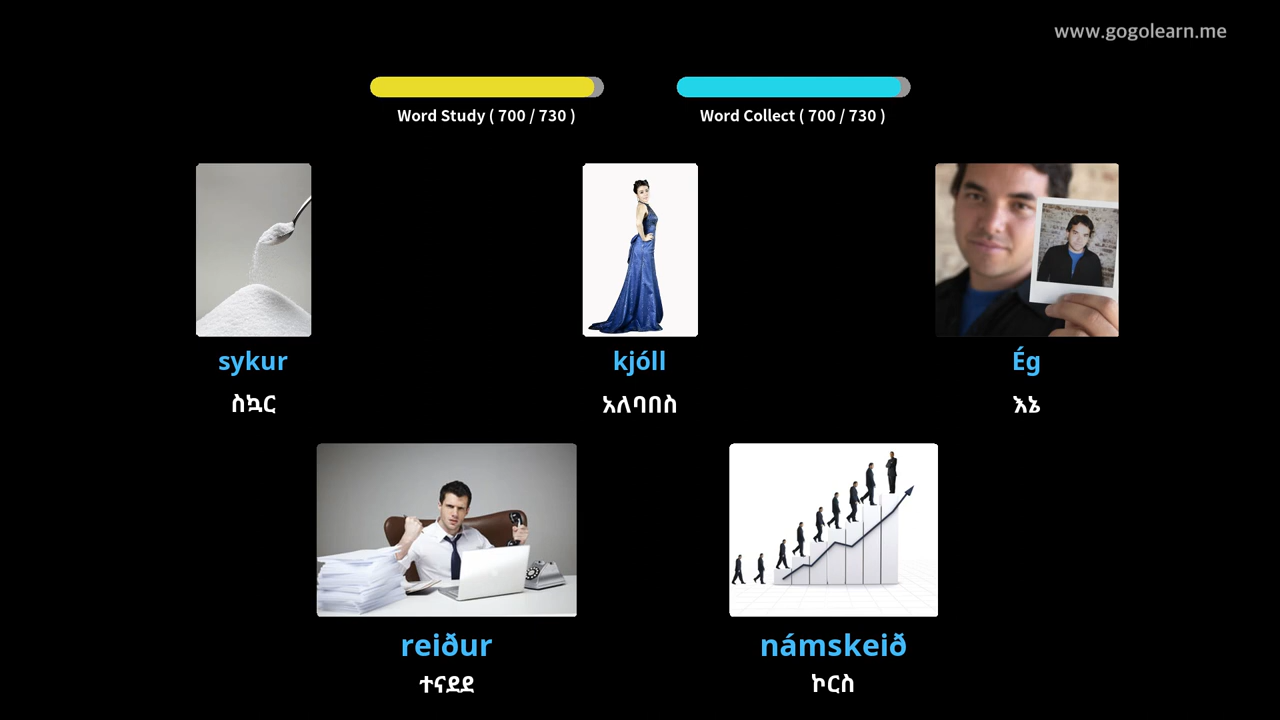 www.gogolearn.me
Word Study ( 700 / 730 )
Word Collect ( 700 / 730 )
sykur
kjóll
Ég
ስኳር
አለባበስ
እኔ
reiður
námskeið
ተናደደ
ኮርስ